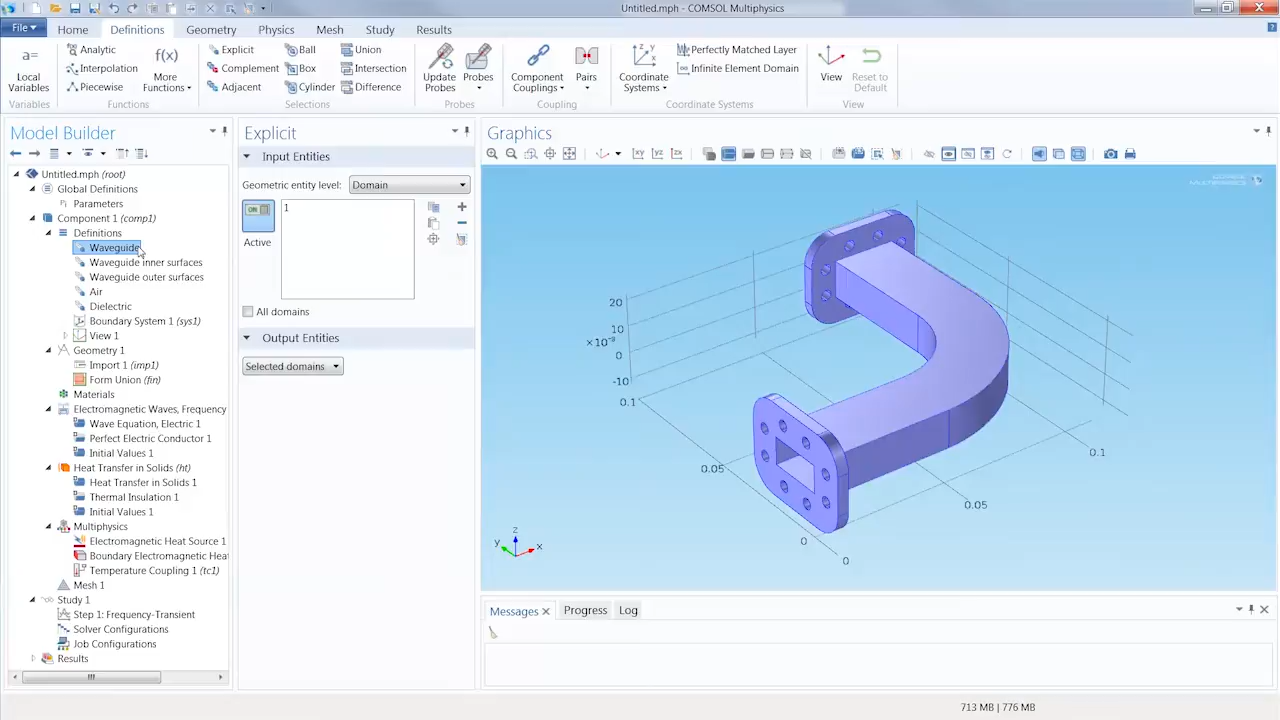 Untitled.mph - COMSOL Multiphysics
File Home Definitions Geometry Physics Mesh Study Results
a= Local Variables
Variables
Analytic
Interpolation
Piecewise
f(x) More Functions
Functions
Explicit Ball Union
Complement Box Intersection
Adjacent Cylinder Difference
Selections
Update Probes
Probes
Probes
Component Couplings
Pairs
Coupling
Coordinate Systems
Perfectly Matched Layer
Infinite Element Domain
Coordinate Systems
View
Reset to Default
View
Model Builder
Untitled.mph (root)
Global Definitions
Pi Parameters
Component 1 (comp1)
Definitions
Waveguide
Waveguide inner surfaces
Waveguide outer surfaces
Air
Dielectric
Boundary System 1 (sys1)
View 1
Geometry 1
Import 1 (imp1)
Form Union (fin)
Materials
Electromagnetic Waves, Frequency
Wave Equation, Electric 1
Perfect Electric Conductor 1
Initial Values 1
Heat Transfer in Solids (ht)
Heat Transfer in Solids 1
Thermal Insulation 1
Initial Values 1
Multiphysics
Electromagnetic Heat Source 1
Boundary Electromagnetic Hea
Temperature Coupling 1 (tc1)
Mesh 1
Study 1
Step 1: Frequency-Transient
Solver Configurations
Job Configurations
Results
Explicit
Input Entities
Geometric entity level: Domain
ON
1
Active
All domains
Output Entities
Selected domains
Graphics
xy yz zx
COMSOL
MULTIPHYSICS
20
10
×10⁻³
0
-10
0.1
0.05
0
0
0.05
0.1
z
y
x
Messages Progress Log
713 MB | 776 MB